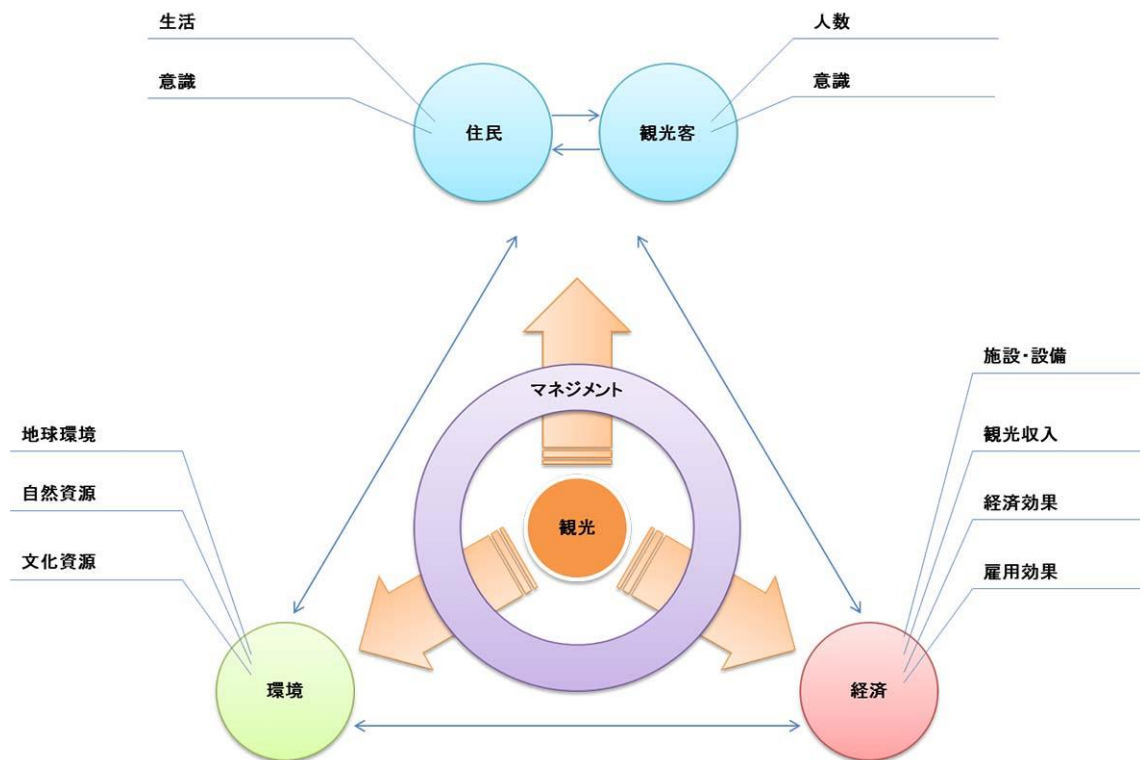 生活
人数
意識
意識
住民
観光客
マネジメント
施設・設備
地球環境
観光収入
自然資源
経済効果
観光
文化資源
雇用効果
環境
経済